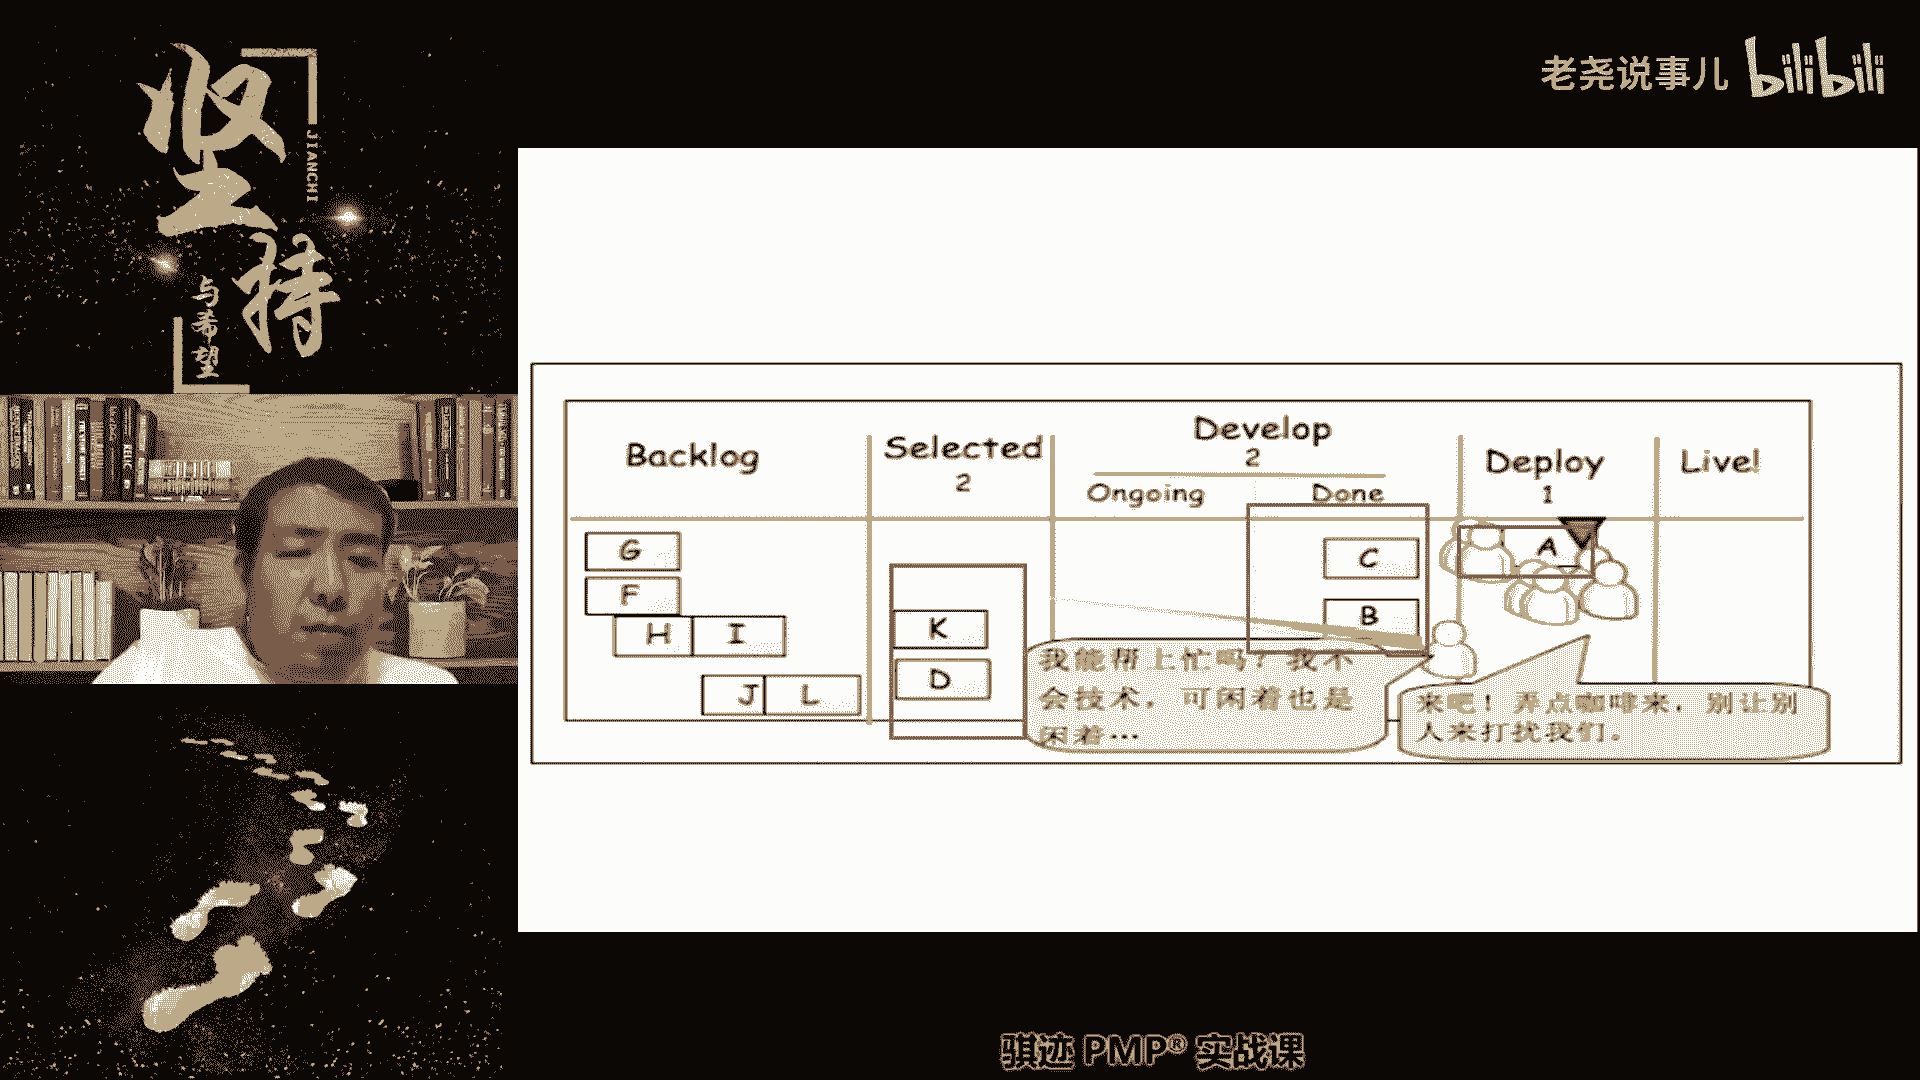 坚持
JIANCHI
与希望
老尧说事儿 bilibili
Backlog
Selected
2
Develop
2
Ongoing
Done
Deploy
1
Live!
G
F
H I
J L
K
D
C
B
A
我能帮上忙吗？我不
会技术，可闲着也是
闲着…
来吧！弄点咖啡来，别让别
人来打扰我们。
骐迹 PMP® 实战课